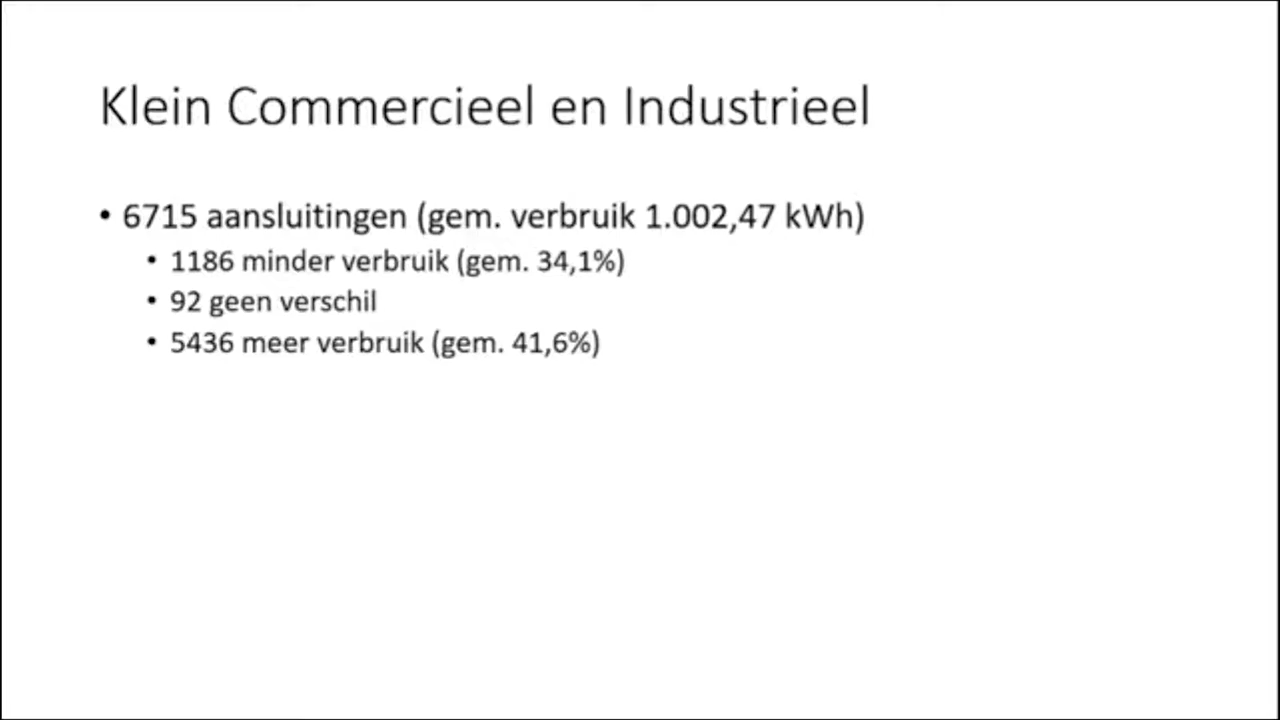 Klein Commercieel en Industrieel
• 6715 aansluitingen (gem. verbruik 1.002,47 kWh)
• 1186 minder verbruik (gem. 34,1%)
• 92 geen verschil
• 5436 meer verbruik (gem. 41,6%)